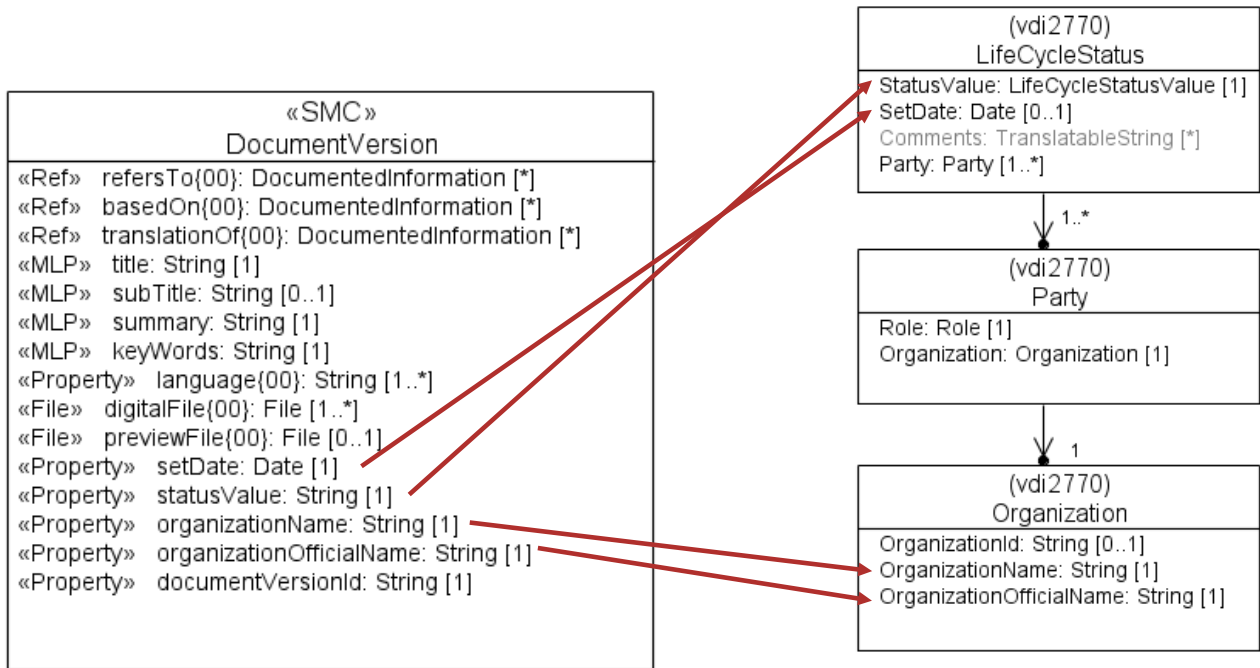 «SMC»
DocumentVersion
«Ref» refersTo{00}: DocumentedInformation [*]
«Ref» basedOn{00}: DocumentedInformation [*]
«Ref» translationOf{00}: DocumentedInformation [*]
«MLP» title: String [1]
«MLP» subTitle: String [0..1]
«MLP» summary: String [1]
«MLP» keyWords: String [1]
«Property» language{00}: String [1..*]
«File» digitalFile{00}: File [1..*]
«File» previewFile{00}: File [0..1]
«Property» setDate: Date [1]
«Property» statusValue: String [1]
«Property» organizationName: String [1]
«Property» organizationOfficialName: String [1]
«Property» documentVersionId: String [1]
(vdi2770)
LifeCycleStatus
StatusValue: LifeCycleStatusValue [1]
SetDate: Date [0..1]
Comments: TranslatableString [*]
Party: Party [1..*]
1..*
(vdi2770)
Party
Role: Role [1]
Organization: Organization [1]
1
(vdi2770)
Organization
OrganizationId: String [0..1]
OrganizationName: String [1]
OrganizationOfficialName: String [1]